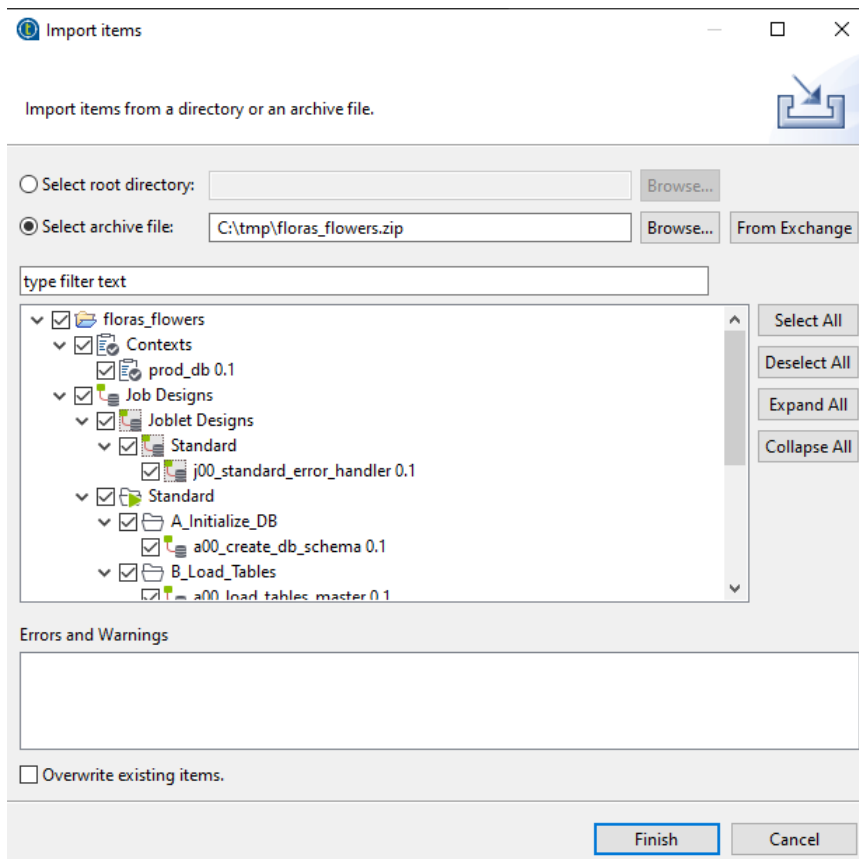 Import items
Import items from a directory or an archive file.
Select root directory: Browse...
Select archive file: C:\tmp\floras_flowers.zip Browse... From Exchange
type filter text
floras_flowers
Contexts
prod_db 0.1
Job Designs
Joblet Designs
Standard
j00_standard_error_handler 0.1
Standard
A_Initialize_DB
a00_create_db_schema 0.1
B_Load_Tables
a00_load_tables_master 0.1
Select All
Deselect All
Expand All
Collapse All
Errors and Warnings
Overwrite existing items.
Finish Cancel